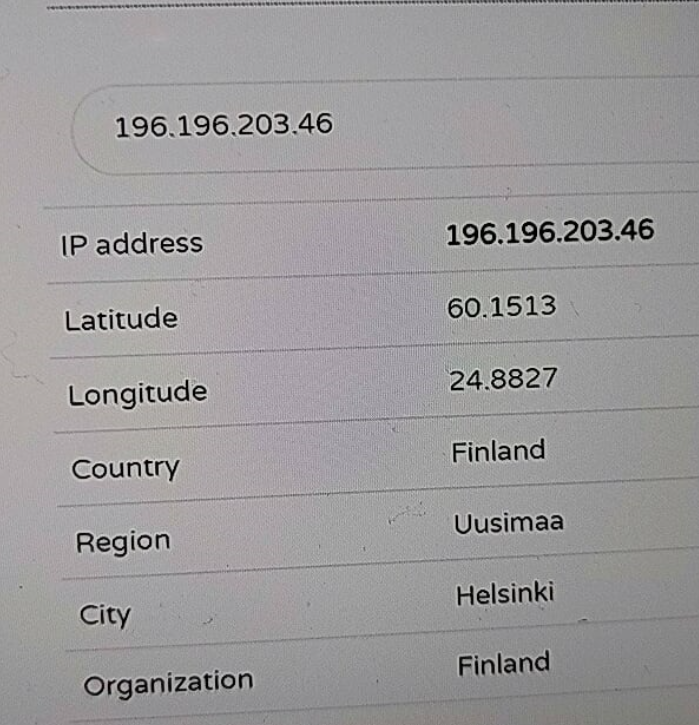 196.196.203.46
IP address 196.196.203.46
Latitude 60.1513
Longitude 24.8827
Country Finland
Region Uusimaa
City Helsinki
Organization Finland